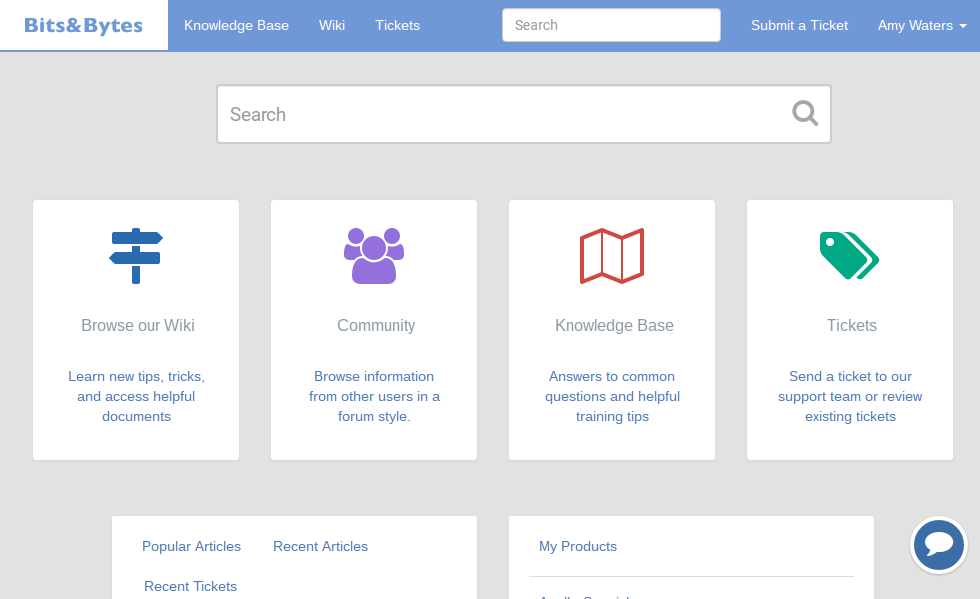 Bits&Bytes Knowledge Base Wiki Tickets Search Submit a Ticket Amy Waters
Search
Browse our Wiki
Learn new tips, tricks,
and access helpful
documents
Community
Browse information
from other users in a
forum style.
Knowledge Base
Answers to common
questions and helpful
training tips
Tickets
Send a ticket to our
support team or review
existing tickets
Popular Articles Recent Articles
Recent Tickets
My Products